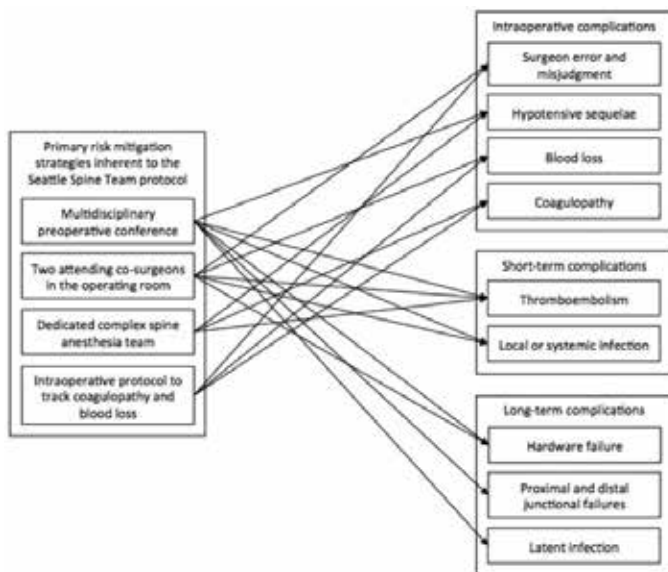 Primary risk mitigation
strategies inherent to the
Seattle Spine Team protocol
Multidisciplinary
preoperative conference
Two attending co-surgeons
in the operating room
Dedicated complex spine
anesthesia team
Intraoperative protocol to
track coagulopathy and
blood loss
Intraoperative complications
Surgeon error and
misjudgment
Hypotensive sequelae
Blood loss
Coagulopathy
Short-term complications
Thromboembolism
Local or systemic infection
Long-term complications
Hardware failure
Proximal and distal
junctional failures
Latent infection